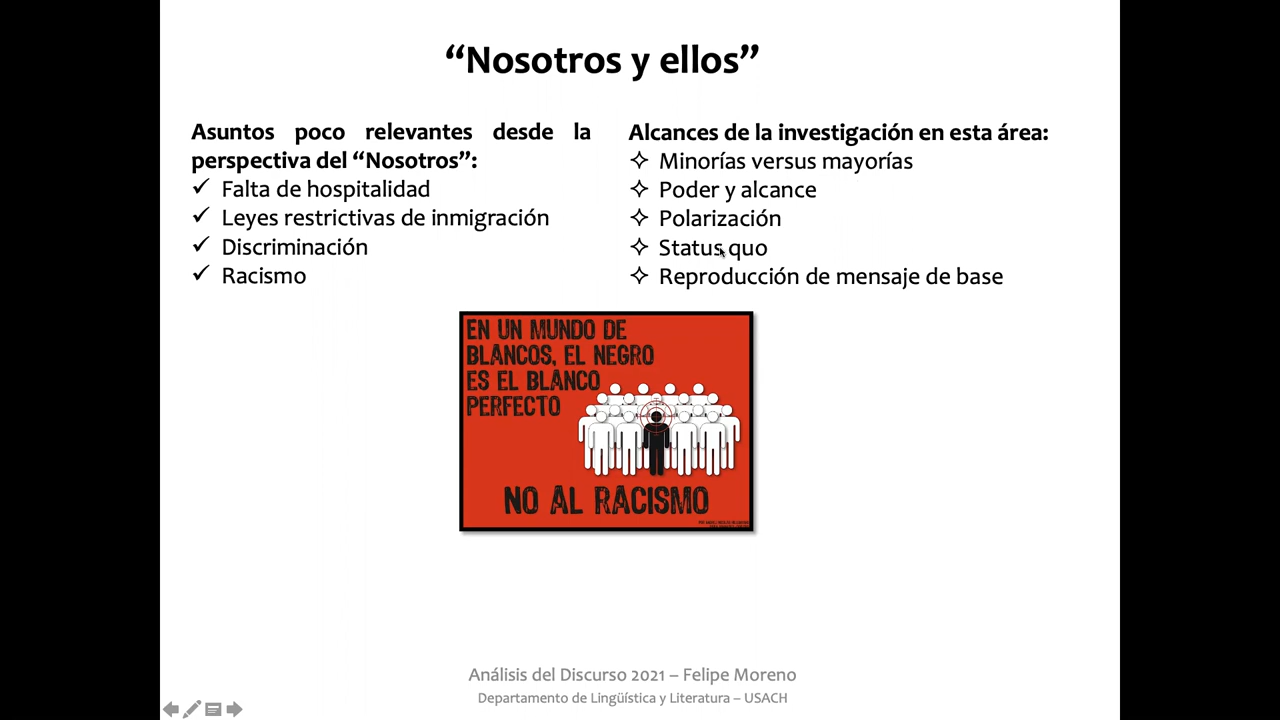 “Nosotros y ellos”
Asuntos poco relevantes desde la
perspectiva del “Nosotros”:
✓ Falta de hospitalidad
✓ Leyes restrictivas de inmigración
✓ Discriminación
✓ Racismo
Alcances de la investigación en esta área:
✧ Minorías versus mayorías
✧ Poder y alcance
✧ Polarización
✧ Status quo
✧ Reproducción de mensaje de base
EN UN MUNDO DE
BLANCOS, EL NEGRO
ES EL BLANCO
PERFECTO
NO AL RACISMO
Análisis del Discurso 2021 – Felipe Moreno
Departamento de Lingüística y Literatura – USACH